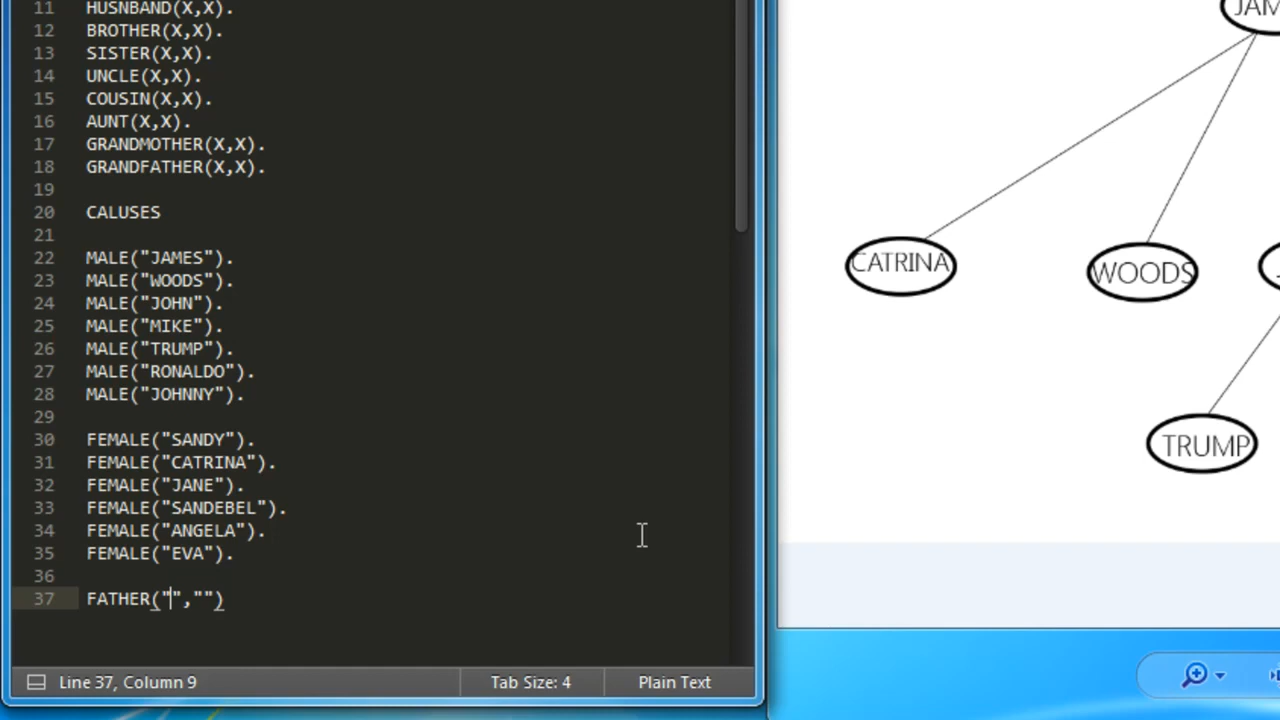 11 HUSNBAND(X,X).
12 BROTHER(X,X).
13 SISTER(X,X).
14 UNCLE(X,X).
15 COUSIN(X,X).
16 AUNT(X,X).
17 GRANDMOTHER(X,X).
18 GRANDFATHER(X,X).
19
20 CALUSES
21
22 MALE("JAMES").
23 MALE("WOODS").
24 MALE("JOHN").
25 MALE("MIKE").
26 MALE("TRUMP").
27 MALE("RONALDO").
28 MALE("JOHNNY").
29
30 FEMALE("SANDY").
31 FEMALE("CATRINA").
32 FEMALE("JANE").
33 FEMALE("SANDEBEL").
34 FEMALE("ANGELA").
35 FEMALE("EVA").
36
37 FATHER("","")
Line 37, Column 9 Tab Size: 4 Plain Text
JAM
CATRINA WOODS
TRUMP